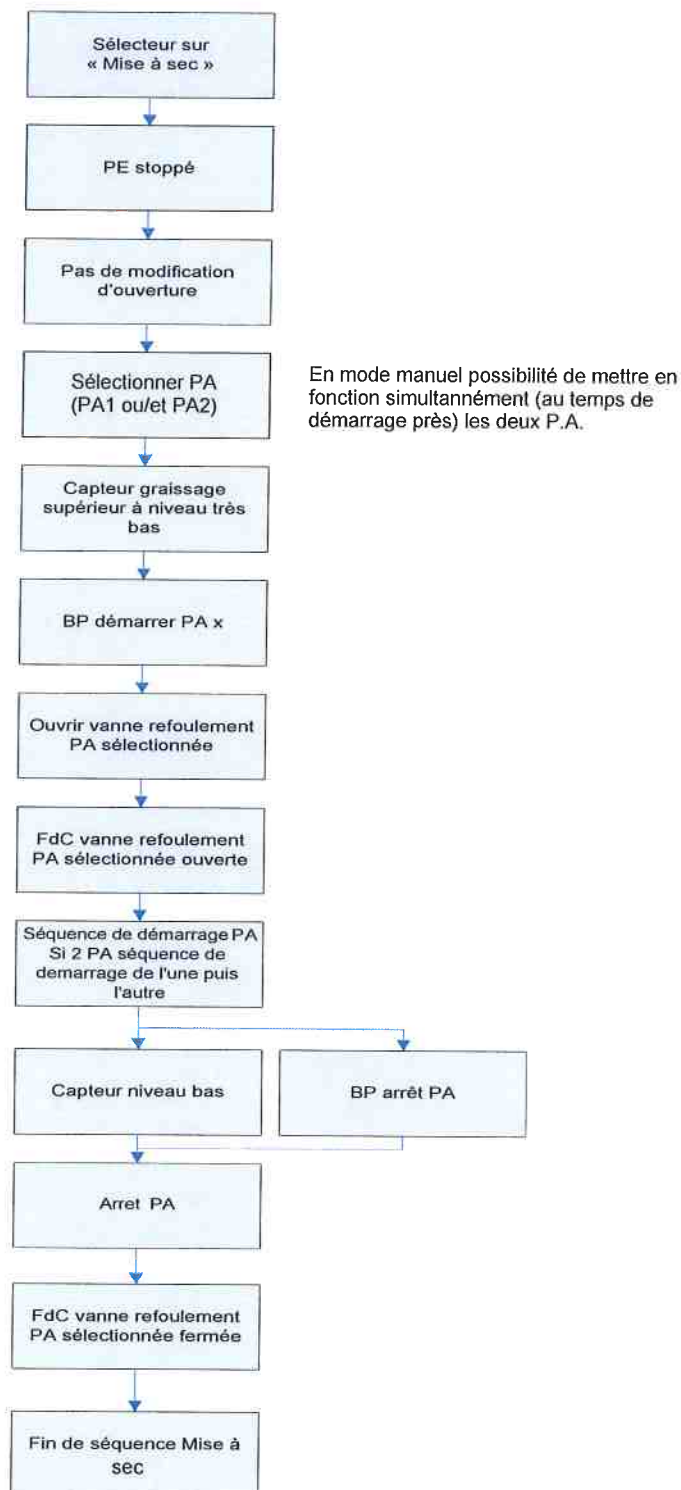 Sélecteur sur
« Mise à sec »
PE stoppé
Pas de modification
d'ouverture
Sélectionner PA
(PA1 ou/et PA2)
En mode manuel possibilité de mettre en
fonction simultannément (au temps de
démarrage près) les deux P.A.
Capteur graissage
supérieur à niveau très
bas
BP démarrer PA x
Ouvrir vanne refoulement
PA sélectionnée
FdC vanne refoulement
PA sélectionnée ouverte
Séquence de démarrage PA
Si 2 PA séquence de
demarrage de l'une puis
l'autre
Capteur niveau bas
BP arrêt PA
Arret PA
FdC vanne refoulement
PA sélectionnée fermée
Fin de séquence Mise à
sec